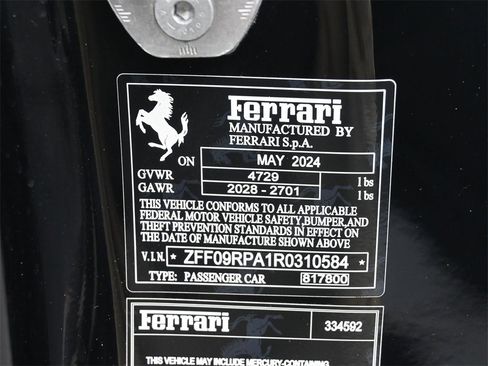 Ferrari
MANUFACTURED BY
FERRARI S.p.A.
ON MAY 2024
GVWR 4729 lbs
GAWR 2028 - 2701 lbs
THIS VEHICLE CONFORMS TO ALL APPLICABLE
FEDERAL MOTOR VEHICLE SAFETY,BUMPER,AND
THEFT PREVENTION STANDARDS IN EFFECT ON
THE DATE OF MANUFACTURE SHOWN ABOVE
V.I.N. * ZFF09RPA1R0310584 *
TYPE: PASSENGER CAR 817800
Ferrari 334592
THIS VEHICLE MAY INCLUDE MERCURY-CONTAINING